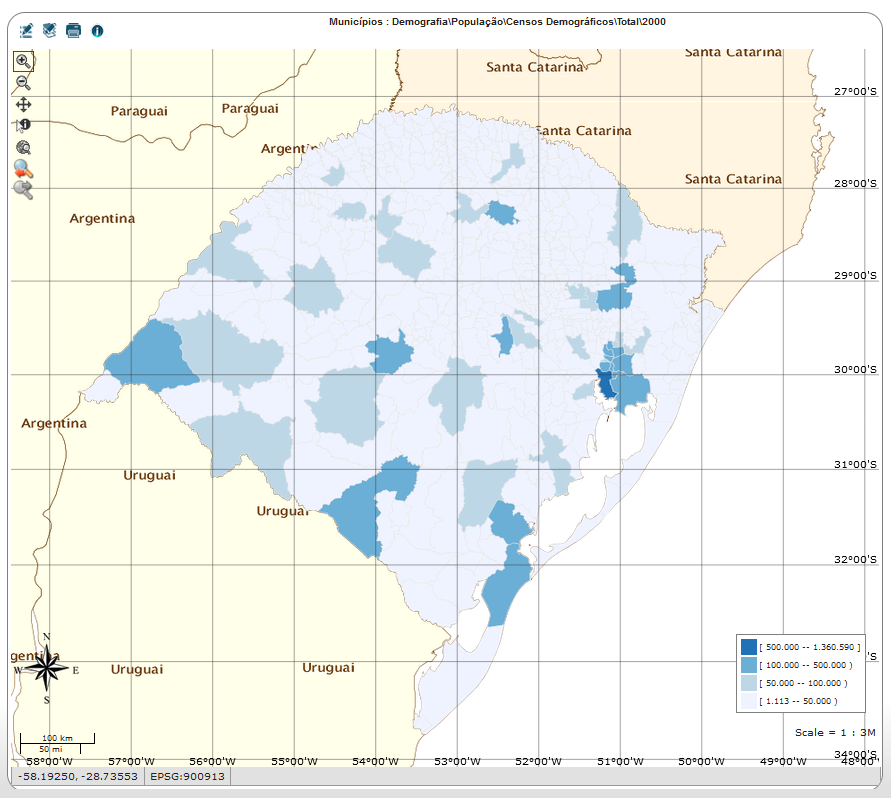 Municípios : Demografia\População\Censos Demográficos\Total\2000
Santa Catarina
Santa Catarina
27°00'S
Paraguai
Paraguai
Santa Catarina
Argentin
Santa Catarina
28°00'S
Argentina
29°00'S
30°00'S
Argentina
31°00'S
Uruguai
Uruguai
32°00'S
N
[ 500.000 -- 1.360.590 ]
gentina
'S
W
E
Uruguai
Uruguai
[ 100.000 -- 500.000 )
[ 50.000 -- 100.000 )
S
[ 1.113 -- 50.000 )
100 km
50 mi
Scale = 1 : 3M
34°00'S
58°00'W 57°00'W 56°00'W 55°00'W 54°00'W 53°00'W 52°00'W 51°00'W 50°00'W 49°00'W 48°00'
-58.19250, -28.73553 EPSG:900913